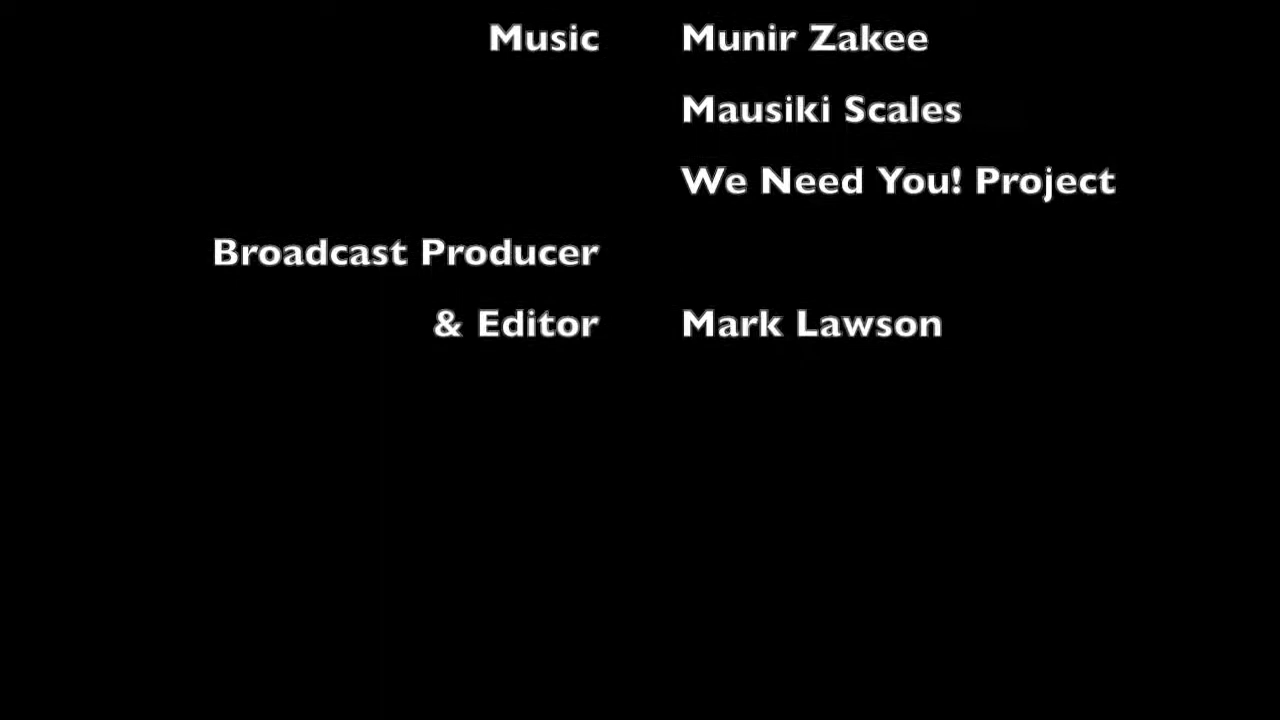 Music Munir Zakee
Mausiki Scales
We Need You! Project
Broadcast Producer
& Editor Mark Lawson